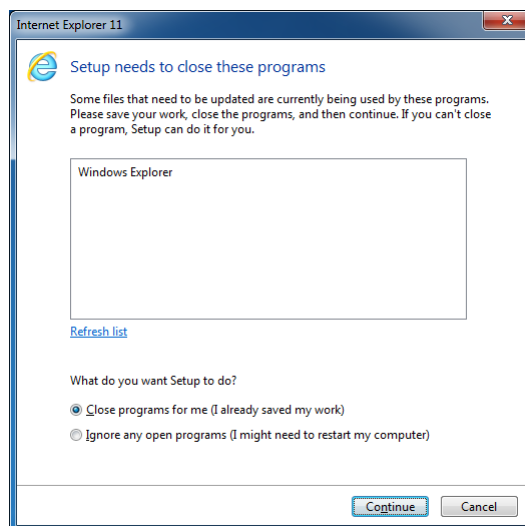 Internet Explorer 11
Setup needs to close these programs
Some files that need to be updated are currently being used by these programs.
Please save your work, close the programs, and then continue. If you can't close
a program, Setup can do it for you.
Windows Explorer
Refresh list
What do you want Setup to do?
Close programs for me (I already saved my work)
Ignore any open programs (I might need to restart my computer)
Continue
Cancel